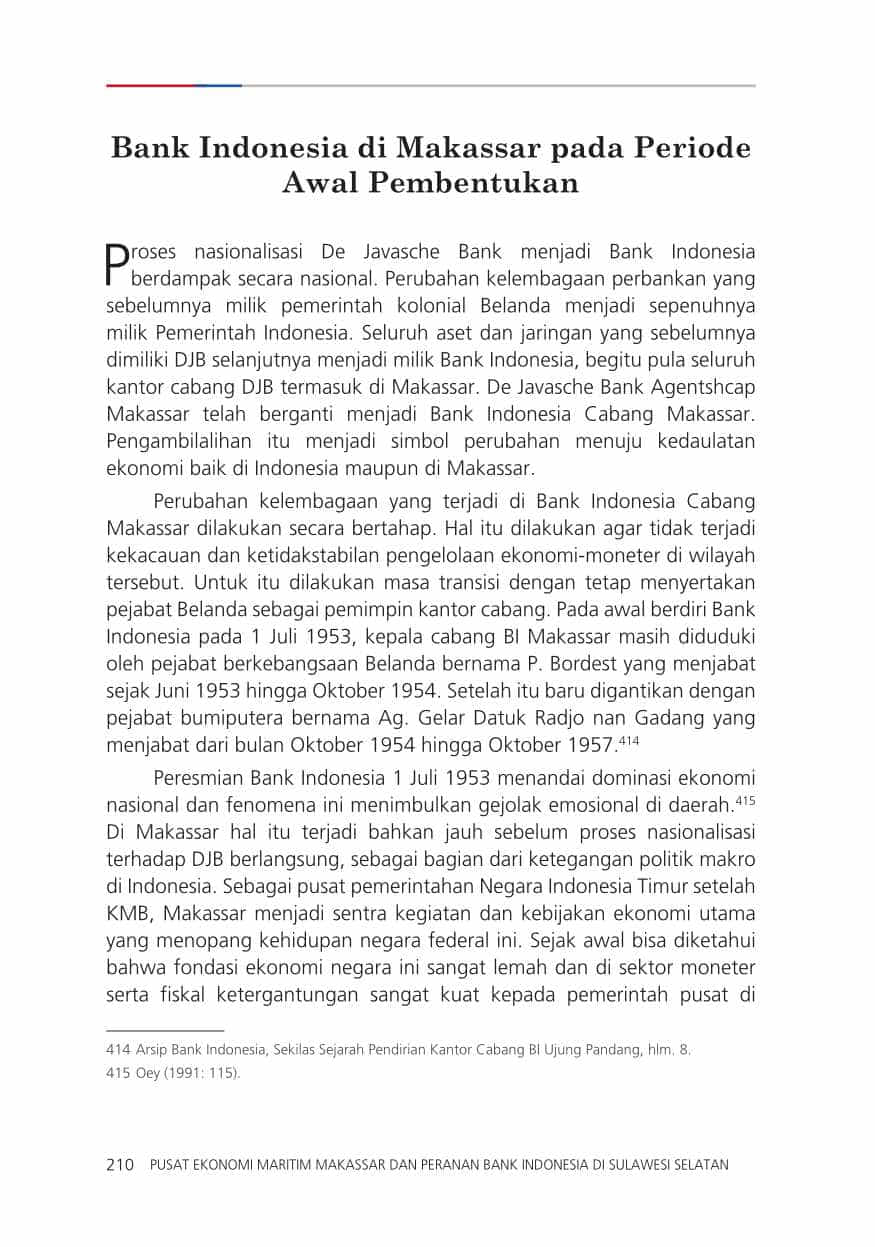 Bank Indonesia di Makassar pada Periode
Awal Pembentukan
Proses nasionalisasi De Javasche Bank menjadi Bank Indonesia
berdampak secara nasional. Perubahan kelembagaan perbankan yang
sebelumnya milik pemerintah kolonial Belanda menjadi sepenuhnya
milik Pemerintah Indonesia. Seluruh aset dan jaringan yang sebelumnya
dimiliki DJB selanjutnya menjadi milik Bank Indonesia, begitu pula seluruh
kantor cabang DJB termasuk di Makassar. De Javasche Bank Agentshcap
Makassar telah berganti menjadi Bank Indonesia Cabang Makassar.
Pengambilalihan itu menjadi simbol perubahan menuju kedaulatan
ekonomi baik di Indonesia maupun di Makassar.
Perubahan kelembagaan yang terjadi di Bank Indonesia Cabang
Makassar dilakukan secara bertahap. Hal itu dilakukan agar tidak terjadi
kekacauan dan ketidakstabilan pengelolaan ekonomi-moneter di wilayah
tersebut. Untuk itu dilakukan masa transisi dengan tetap menyertakan
pejabat Belanda sebagai pemimpin kantor cabang. Pada awal berdiri Bank
Indonesia pada 1 Juli 1953, kepala cabang BI Makassar masih diduduki
oleh pejabat berkebangsaan Belanda bernama P. Bordest yang menjabat
sejak Juni 1953 hingga Oktober 1954. Setelah itu baru digantikan dengan
pejabat bumiputera bernama Ag. Gelar Datuk Radjo nan Gadang yang
menjabat dari bulan Oktober 1954 hingga Oktober 1957.414
Peresmian Bank Indonesia 1 Juli 1953 menandai dominasi ekonomi
nasional dan fenomena ini menimbulkan gejolak emosional di daerah.415
Di Makassar hal itu terjadi bahkan jauh sebelum proses nasionalisasi
terhadap DJB berlangsung, sebagai bagian dari ketegangan politik makro
di Indonesia. Sebagai pusat pemerintahan Negara Indonesia Timur setelah
KMB, Makassar menjadi sentra kegiatan dan kebijakan ekonomi utama
yang menopang kehidupan negara federal ini. Sejak awal bisa diketahui
bahwa fondasi ekonomi negara ini sangat lemah dan di sektor moneter
serta fiskal ketergantungan sangat kuat kepada pemerintah pusat di
414 Arsip Bank Indonesia, Sekilas Sejarah Pendirian Kantor Cabang BI Ujung Pandang, hlm. 8.
415 Oey (1991: 115).
210 PUSAT EKONOMI MARITIM MAKASSAR DAN PERANAN BANK INDONESIA DI SULAWESI SELATAN